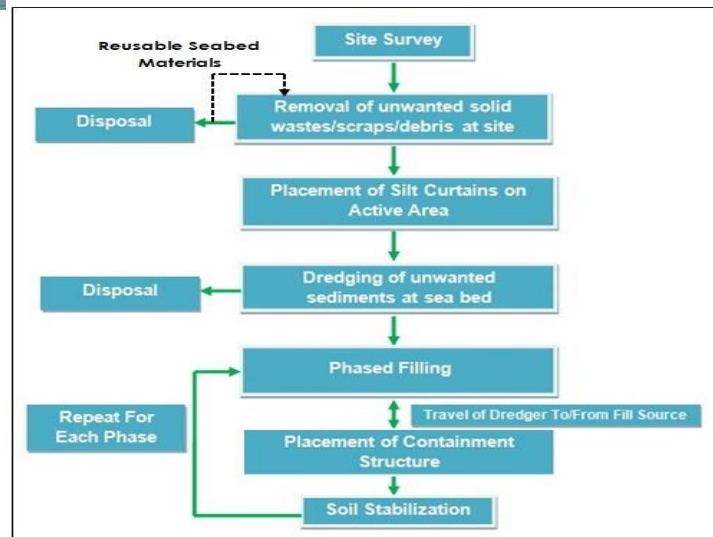 Site Survey
Reusable Seabed
Materials
Disposal
Removal of unwanted solid
wastes/scraps/debris at site
Placement of Silt Curtains on
Active Area
Disposal
Dredging of unwanted
sediments at sea bed
Phased Filling
Repeat For
Each Phase
Travel of Dredger To/From Fill Source
Placement of Containment
Structure
Soil Stabilization